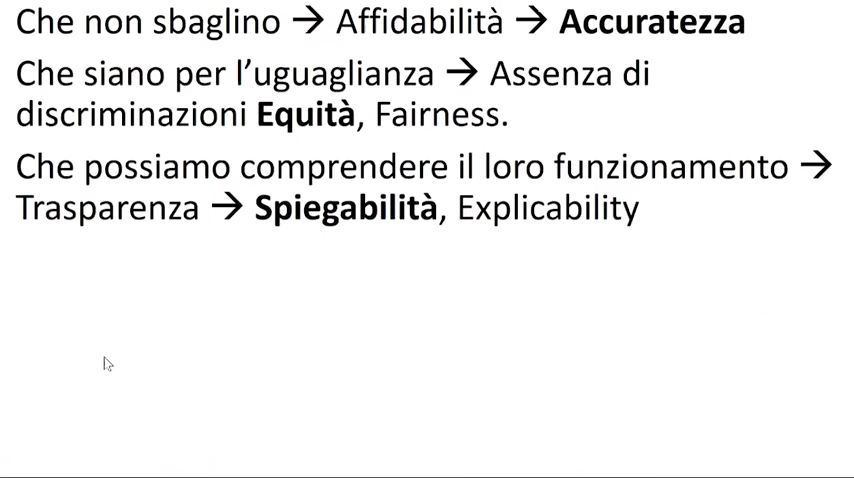 Che non sbaglino → Affidabilità → Accuratezza
Che siano per l’uguaglianza → Assenza di
discriminazioni Equità, Fairness.
Che possiamo comprendere il loro funzionamento →
Trasparenza → Spiegabilità, Explicability